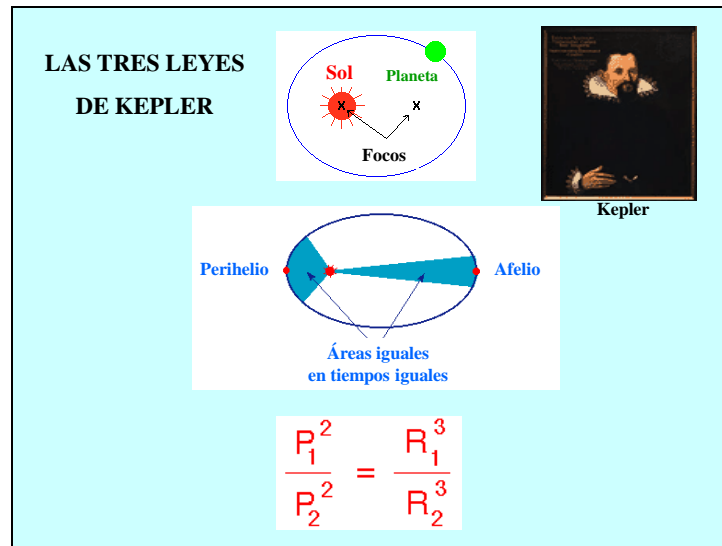 LAS TRES LEYES
DE KEPLER
Sol
Planeta
x
x
Focos
Kepler
Perihelio
Afelio
Áreas iguales
en tiempos iguales
P₁² / P₂² = R₁³ / R₂³